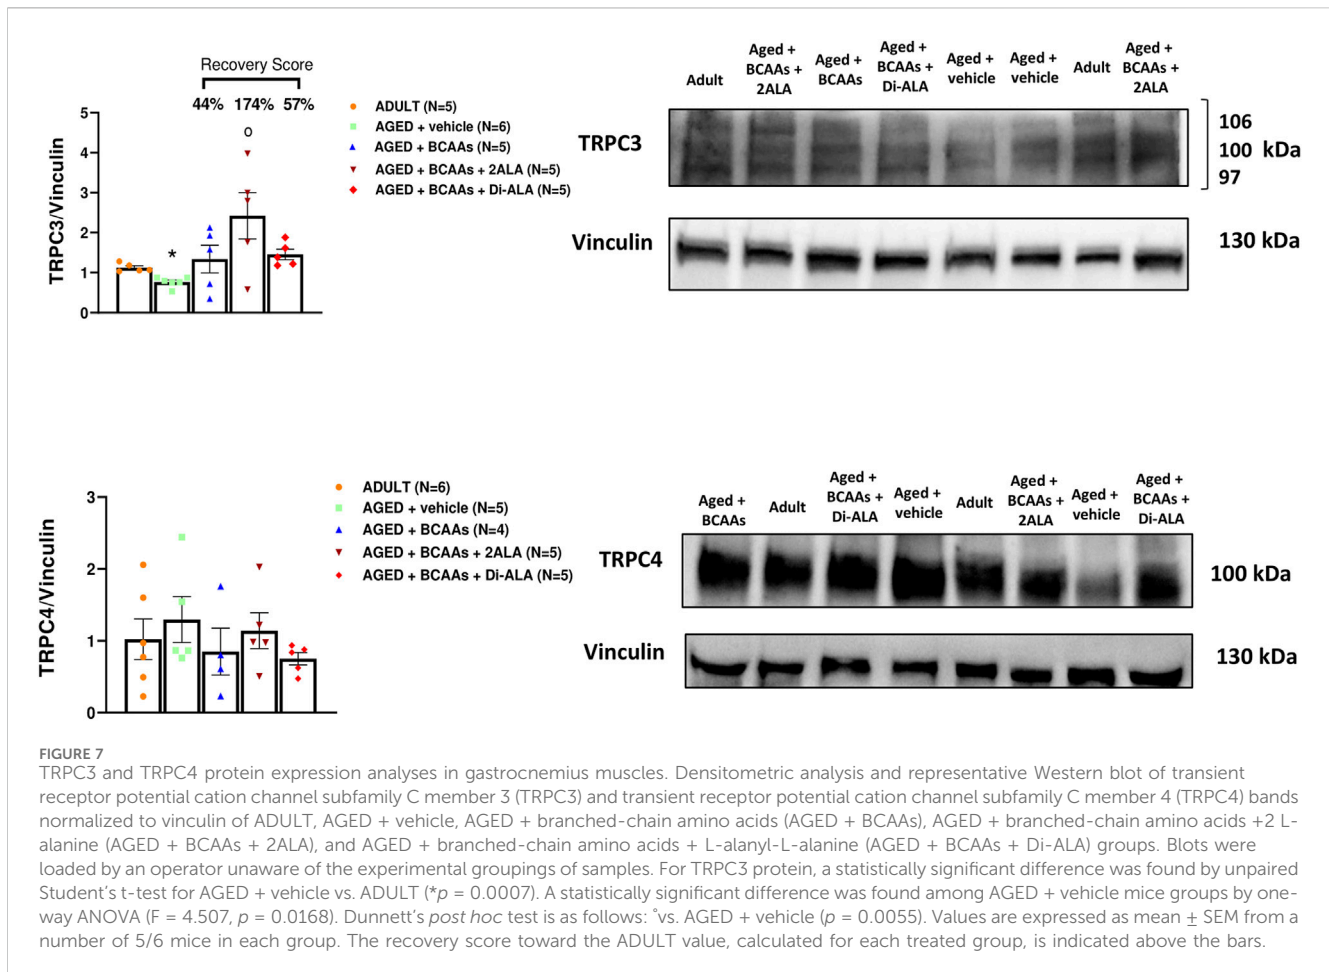 Recovery Score
44% 174% 57%
5
4
3
2
1
0
TRPC3/Vinculin
o
*
ADULT (N=5)
AGED + vehicle (N=6)
AGED + BCAAs (N=5)
AGED + BCAAs + 2ALA (N=5)
AGED + BCAAs + Di-ALA (N=5)
Adult
Aged + BCAAs + 2ALA
Aged + BCAAs
Aged + BCAAs + Di-ALA
Aged + vehicle
Aged + vehicle
Adult
Aged + BCAAs + 2ALA
TRPC3
106
100 kDa
97
Vinculin
130 kDa
3
2
1
0
TRPC4/Vinculin
ADULT (N=6)
AGED + vehicle (N=5)
AGED + BCAAs (N=4)
AGED + BCAAs + 2ALA (N=5)
AGED + BCAAs + Di-ALA (N=5)
Aged + BCAAs
Adult
Aged + BCAAs + Di-ALA
Aged + vehicle
Adult
Aged + BCAAs + 2ALA
Aged + vehicle
Aged + BCAAs + Di-ALA
TRPC4
100 kDa
Vinculin
130 kDa
FIGURE 7
TRPC3 and TRPC4 protein expression analyses in gastrocnemius muscles. Densitometric analysis and representative Western blot of transient
receptor potential cation channel subfamily C member 3 (TRPC3) and transient receptor potential cation channel subfamily C member 4 (TRPC4) bands
normalized to vinculin of ADULT, AGED + vehicle, AGED + branched-chain amino acids (AGED + BCAAs), AGED + branched-chain amino acids +2 L-
alanine (AGED + BCAAs + 2ALA), and AGED + branched-chain amino acids + L-alanyl-L-alanine (AGED + BCAAs + Di-ALA) groups. Blots were
loaded by an operator unaware of the experimental groupings of samples. For TRPC3 protein, a statistically significant difference was found by unpaired
Student's t-test for AGED + vehicle vs. ADULT (*p = 0.0007). A statistically significant difference was found among AGED + vehicle mice groups by one-
way ANOVA (F = 4.507, p = 0.0168). Dunnett's post hoc test is as follows: °vs. AGED + vehicle (p = 0.0055). Values are expressed as mean ± SEM from a
number of 5/6 mice in each group. The recovery score toward the ADULT value, calculated for each treated group, is indicated above the bars.